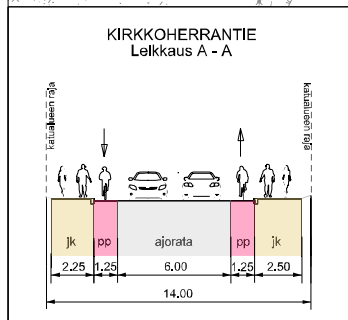 KIRKKOHERRANTIE
Leikkaus A - A
katualueen raja
katualueen raja
jk
pp
ajorata
pp
jk
2.25
1.25
6.00
1.25
2.50
14.00